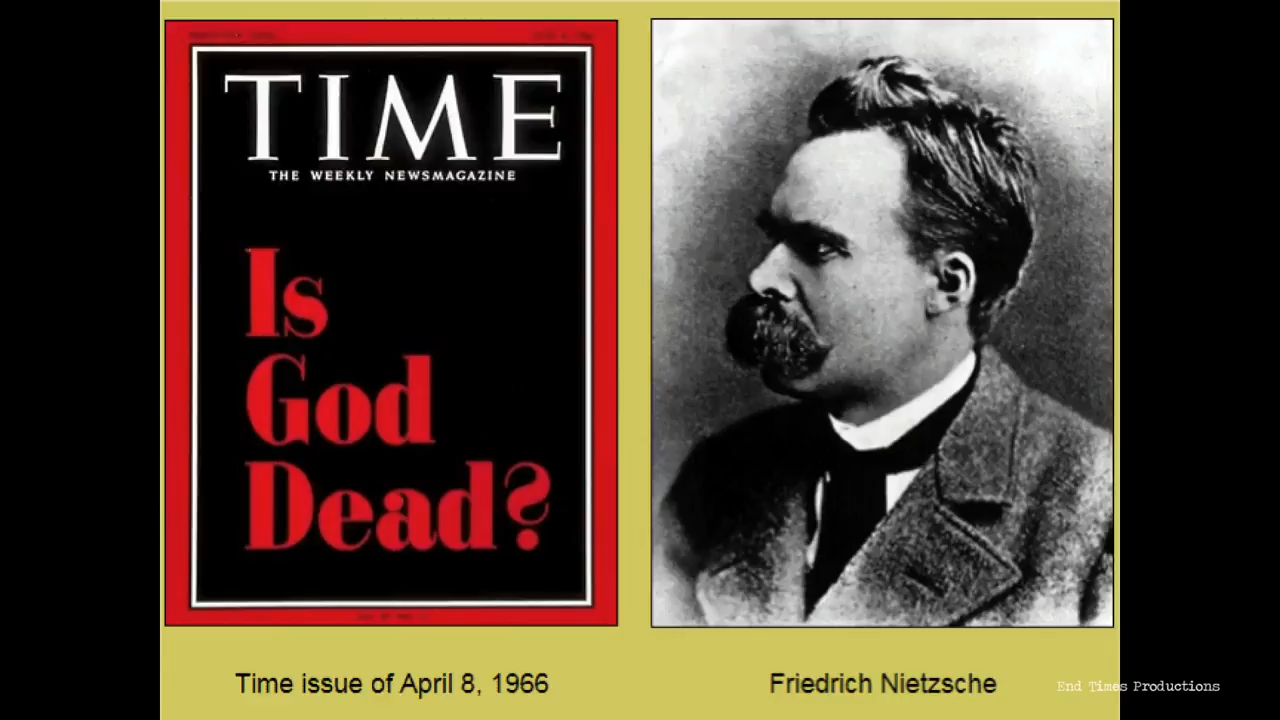 TIME
THE WEEKLY NEWSMAGAZINE
Is
God
Dead?
Time issue of April 8, 1966
Friedrich Nietzsche
End Times Productions